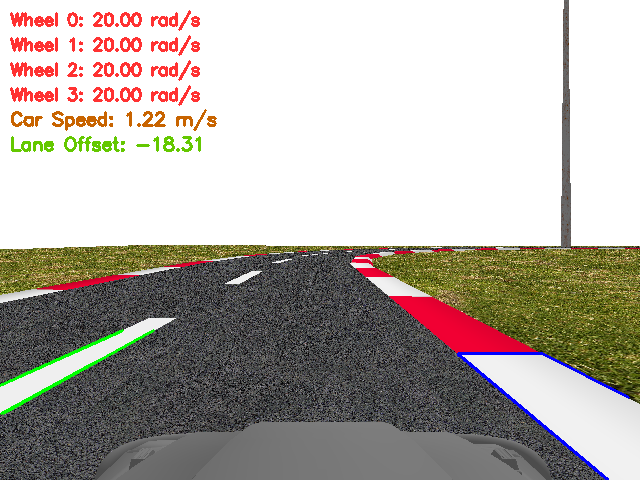 Wheel 0: 20.00 rad/s
Wheel 1: 20.00 rad/s
Wheel 2: 20.00 rad/s
Wheel 3: 20.00 rad/s
Car Speed: 1.22 m/s
Lane Offset: -18.31